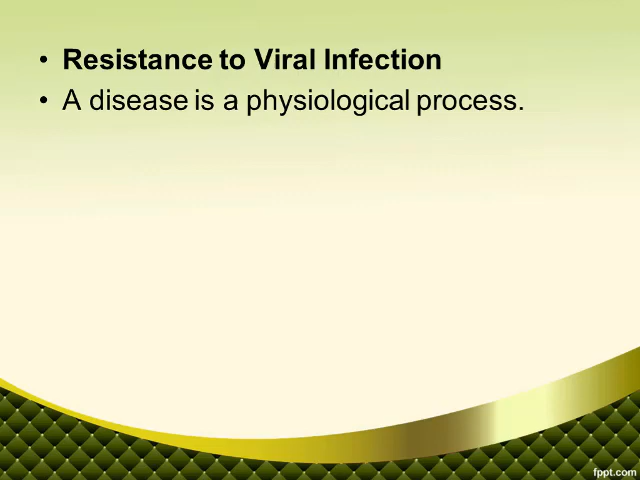 • Resistance to Viral Infection
• A disease is a physiological process.
fppt.com